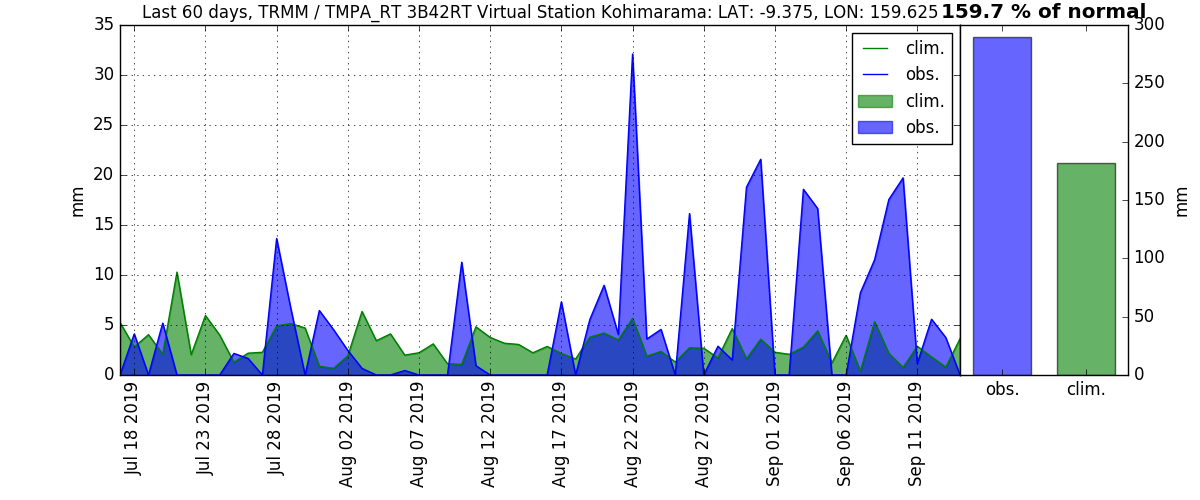 Last 60 days, TRMM / TMPA_RT 3B42RT Virtual Station Kohimarama: LAT: -9.375, LON: 159.625
159.7 % of normal
35
30
25
20
15
10
5
0
mm
clim.
obs.
clim.
obs.
Jul 18 2019
Jul 23 2019
Jul 28 2019
Aug 02 2019
Aug 07 2019
Aug 12 2019
Aug 17 2019
Aug 22 2019
Aug 27 2019
Sep 01 2019
Sep 06 2019
Sep 11 2019
300
250
200
150
100
50
0
mm
obs.
clim.